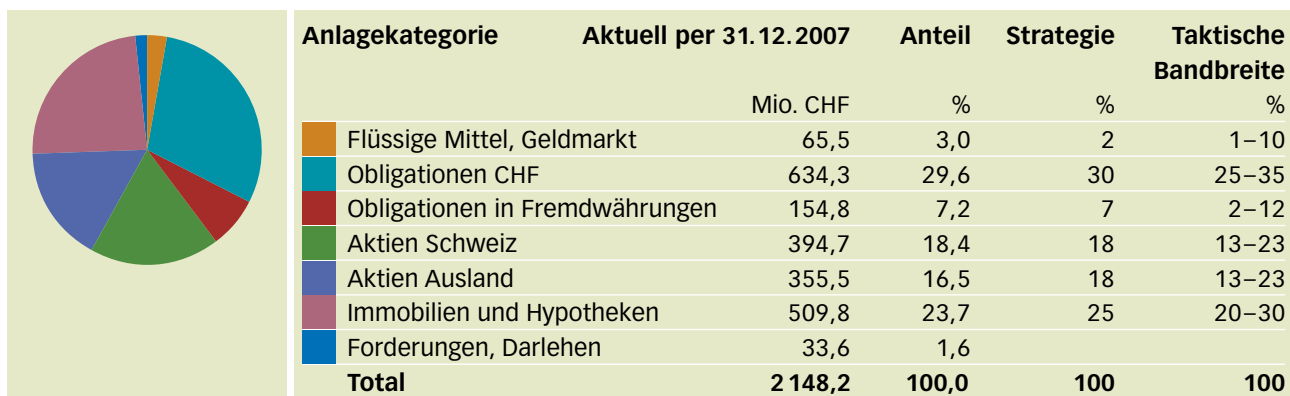 Anlagekategorie Aktuell per 31.12.2007 Anteil Strategie Taktische
Bandbreite
Mio. CHF % % %
Flüssige Mittel, Geldmarkt 65,5 3,0 2 1–10
Obligationen CHF 634,3 29,6 30 25–35
Obligationen in Fremdwährungen 154,8 7,2 7 2–12
Aktien Schweiz 394,7 18,4 18 13–23
Aktien Ausland 355,5 16,5 18 13–23
Immobilien und Hypotheken 509,8 23,7 25 20–30
Forderungen, Darlehen 33,6 1,6
Total 2 148,2 100,0 100 100